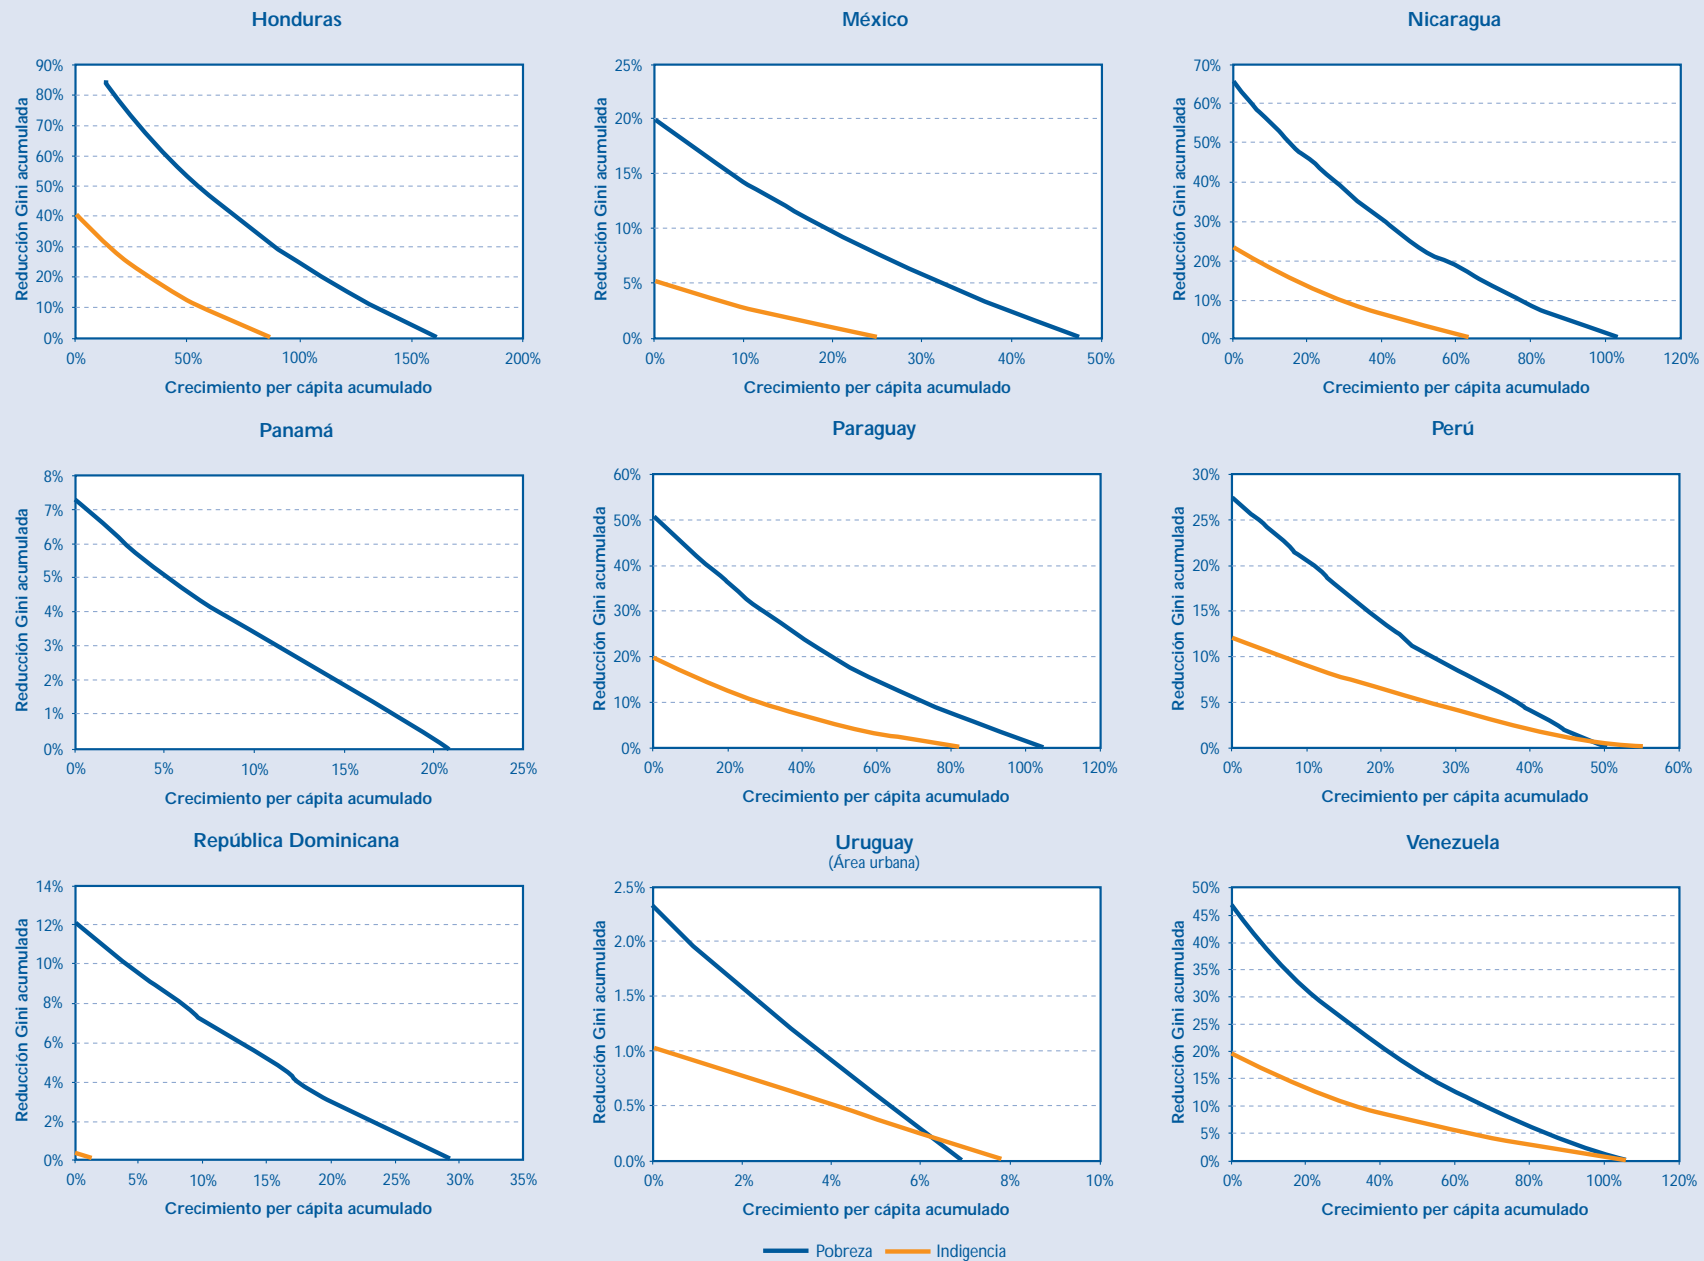 Honduras
90%
80%
70%
60%
50%
40%
30%
20%
10%
0%
Reducción Gini acumulada
0% 50% 100% 150% 200%
Crecimiento per cápita acumulado
México
25%
20%
15%
10%
5%
0%
Reducción Gini acumulada
0% 10% 20% 30% 40% 50%
Crecimiento per cápita acumulado
Nicaragua
70%
60%
50%
40%
30%
20%
10%
0%
Reducción Gini acumulada
0% 20% 40% 60% 80% 100% 120%
Crecimiento per cápita acumulado
Panamá
8%
7%
6%
5%
4%
3%
2%
1%
0%
Reducción Gini acumulada
0% 5% 10% 15% 20% 25%
Crecimiento per cápita acumulado
Paraguay
60%
50%
40%
30%
20%
10%
0%
Reducción Gini acumulada
0% 20% 40% 60% 80% 100% 120%
Crecimiento per cápita acumulado
Perú
30%
25%
20%
15%
10%
5%
0%
Reducción Gini acumulada
0% 10% 20% 30% 40% 50% 60%
Crecimiento per cápita acumulado
República Dominicana
14%
12%
10%
8%
6%
4%
2%
0%
Reducción Gini acumulada
0% 5% 10% 15% 20% 25% 30% 35%
Crecimiento per cápita acumulado
Uruguay
(Área urbana)
2.5%
2.0%
1.5%
1.0%
0.5%
0.0%
Reducción Gini acumulada
0% 2% 4% 6% 8% 10%
Crecimiento per cápita acumulado
Venezuela
50%
45%
40%
35%
30%
25%
20%
15%
10%
5%
0%
Reducción Gini acumulada
0% 20% 40% 60% 80% 100% 120%
Crecimiento per cápita acumulado
Pobreza Indigencia